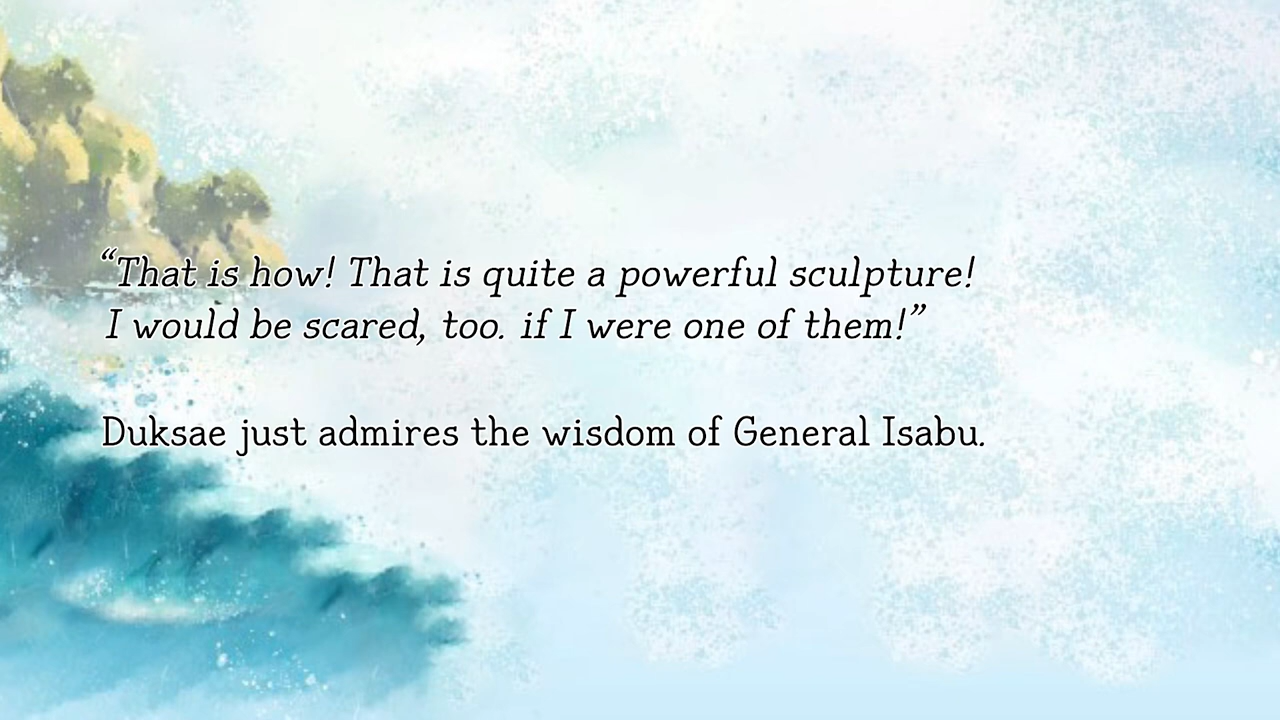 “That is how! That is quite a powerful sculpture!
I would be scared, too. if I were one of them!”
Duksae just admires the wisdom of General Isabu.